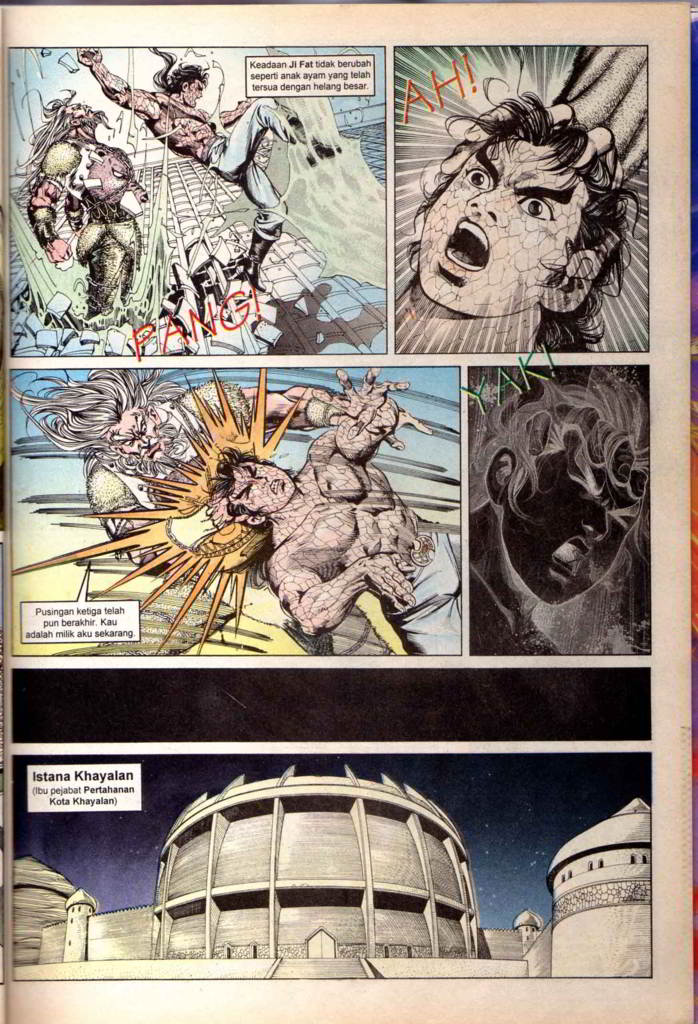 Keadaan Ji Fat tidak berubah
seperti anak ayam yang telah
tersua dengan helang besar.
AH!
PANG!
YAK!
Pusingan ketiga telah
pun berakhir. Kau
adalah milik aku sekarang.
Istana Khayalan
(Ibu pejabat Pertahanan
Kota Khayalan)